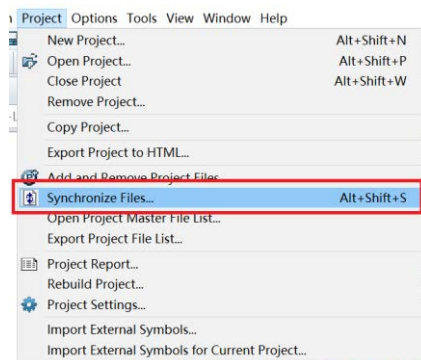 Project Options Tools View Window Help
New Project... Alt+Shift+N
Open Project... Alt+Shift+P
Close Project Alt+Shift+W
Remove Project...
Copy Project...
Export Project to HTML...
Add and Remove Project Files...
Synchronize Files... Alt+Shift+S
Open Project Master File List...
Export Project File List...
Project Report...
Rebuild Project...
Project Settings...
Import External Symbols...
Import External Symbols for Current Project...